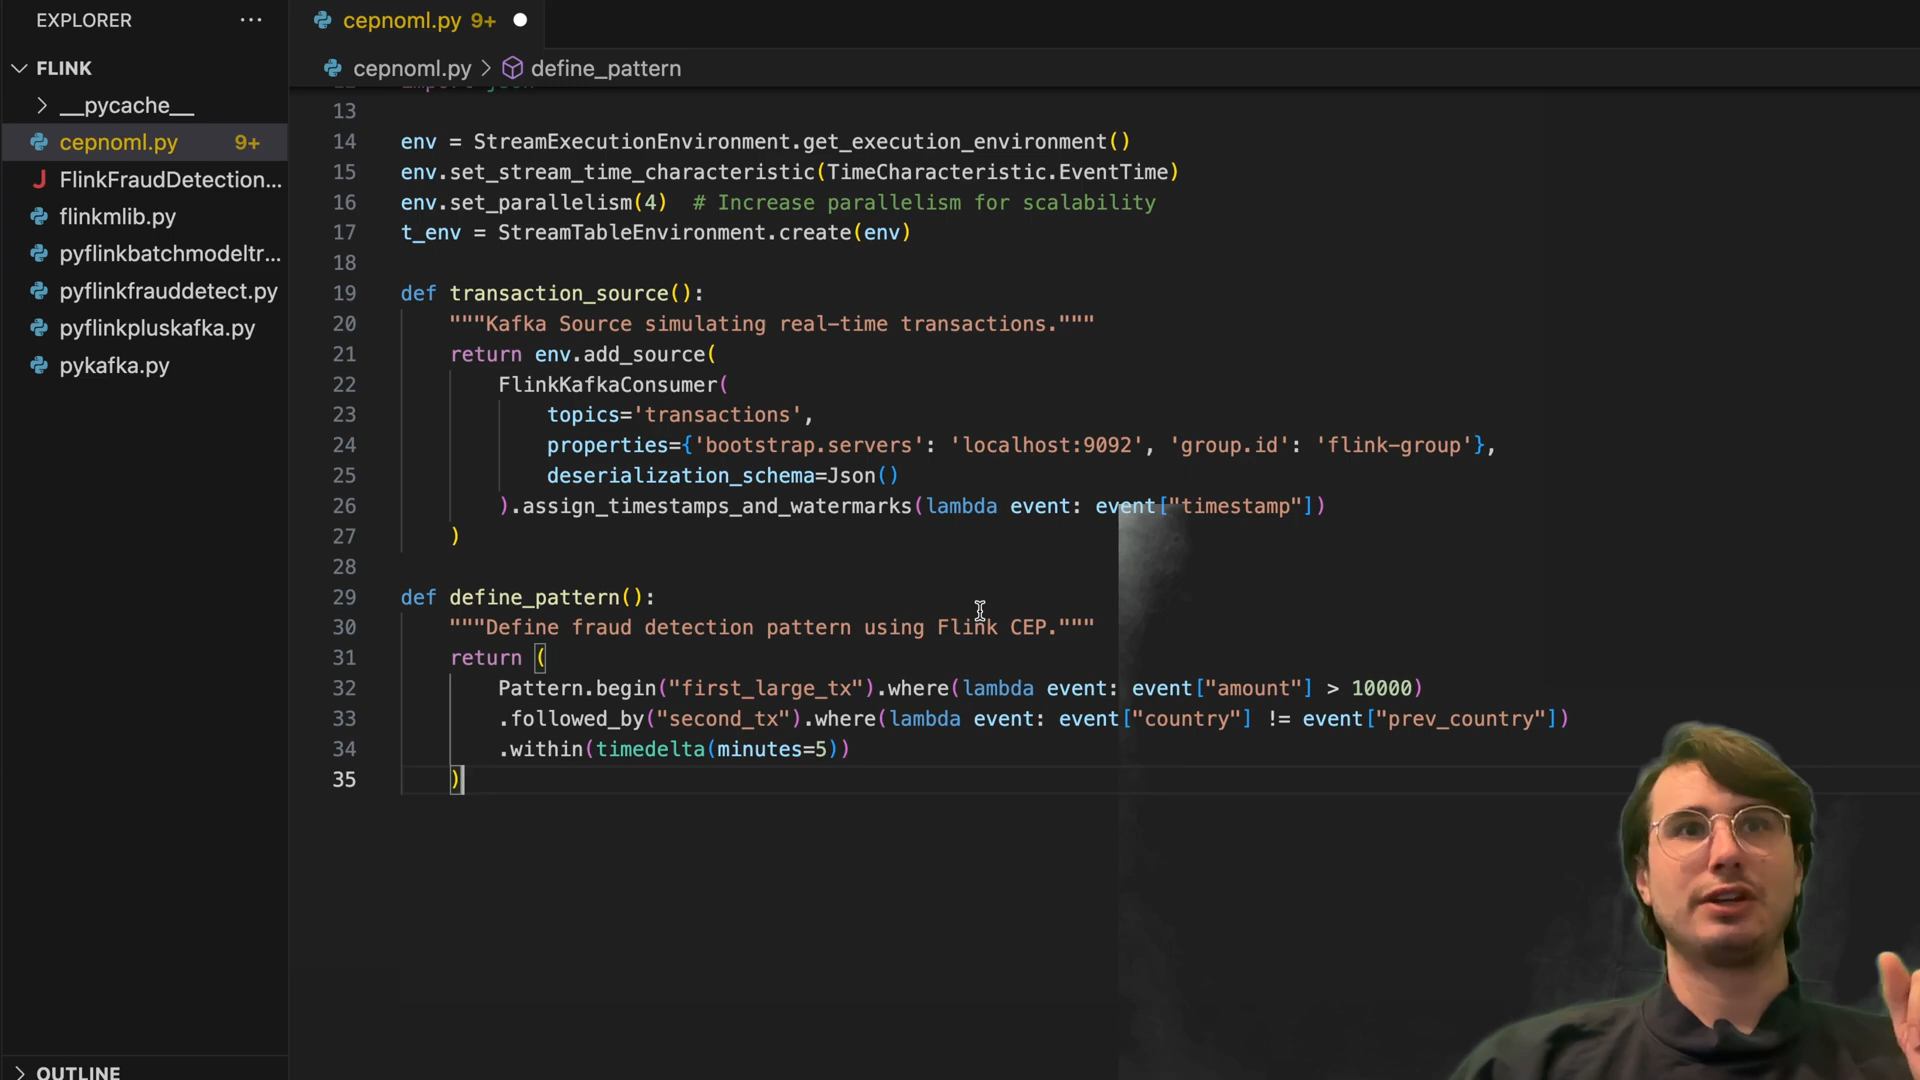 EXPLORER
FLINK
__pycache__
cepnoml.py 9+
FlinkFraudDetection...
flinkmlib.py
pyflinkbatchmodeltr...
pyflinkfrauddetect.py
pyflinkpluskafka.py
pykafka.py
OUTLINE
cepnoml.py 9+
cepnoml.py > define_pattern
12 import json
13
14 env = StreamExecutionEnvironment.get_execution_environment()
15 env.set_stream_time_characteristic(TimeCharacteristic.EventTime)
16 env.set_parallelism(4)  # Increase parallelism for scalability
17 t_env = StreamTableEnvironment.create(env)
18
19 def transaction_source():
20     """Kafka Source simulating real-time transactions."""
21     return env.add_source(
22         FlinkKafkaConsumer(
23             topics='transactions',
24             properties={'bootstrap.servers': 'localhost:9092', 'group.id': 'flink-group'},
25             deserialization_schema=Json()
26         ).assign_timestamps_and_watermarks(lambda event: event["timestamp"])
27     )
28
29 def define_pattern():
30     """Define fraud detection pattern using Flink CEP."""
31     return (
32         Pattern.begin("first_large_tx").where(lambda event: event["amount"] > 10000)
33         .followed_by("second_tx").where(lambda event: event["country"] != event["prev_country"])
34         .within(timedelta(minutes=5))
35     )